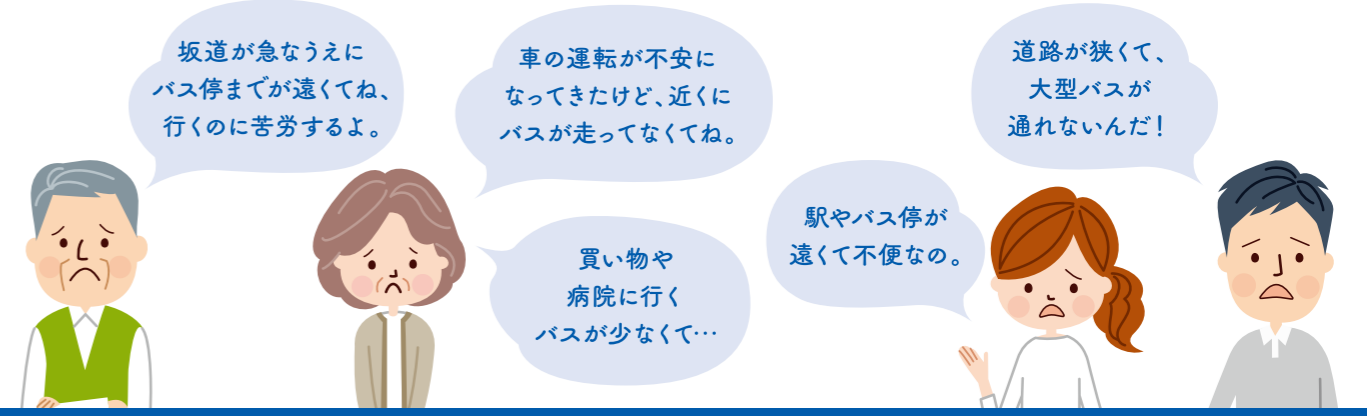 坂道が急なうえに
バス停までが遠くてね、
行くのに苦労するよ。
車の運転が不安に
なってきたけど、近くに
バスが走ってなくてね。
買い物や
病院に行く
バスが少なくて…
駅やバス停が
遠くて不便なの。
道路が狭くて、
大型バスが
通れないんだ！